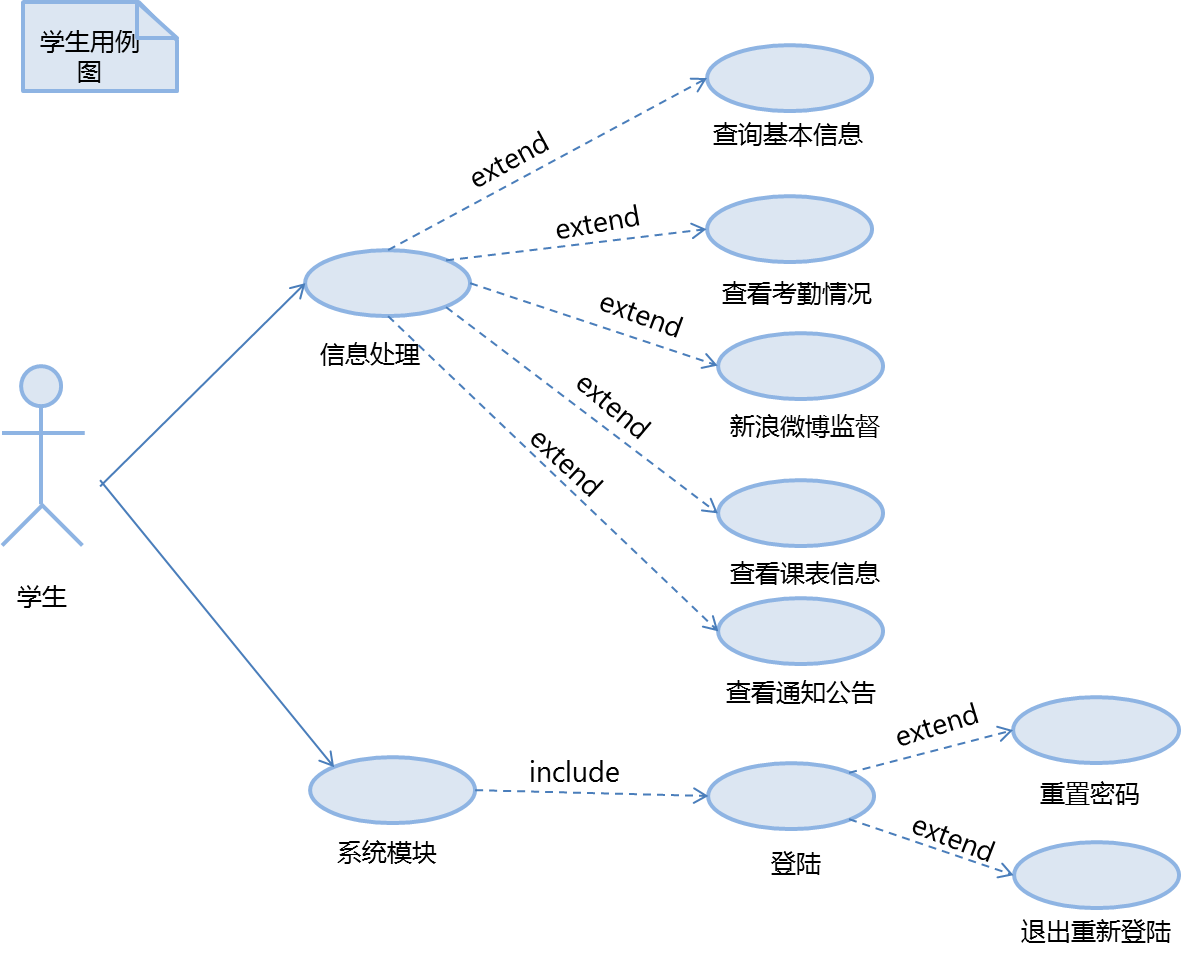 学生用例
图
查询基本信息
extend
extend
查看考勤情况
extend
信息处理
extend
新浪微博监督
extend
查看课表信息
学生
查看通知公告
extend
include
重置密码
extend
系统模块
登陆
退出重新登陆